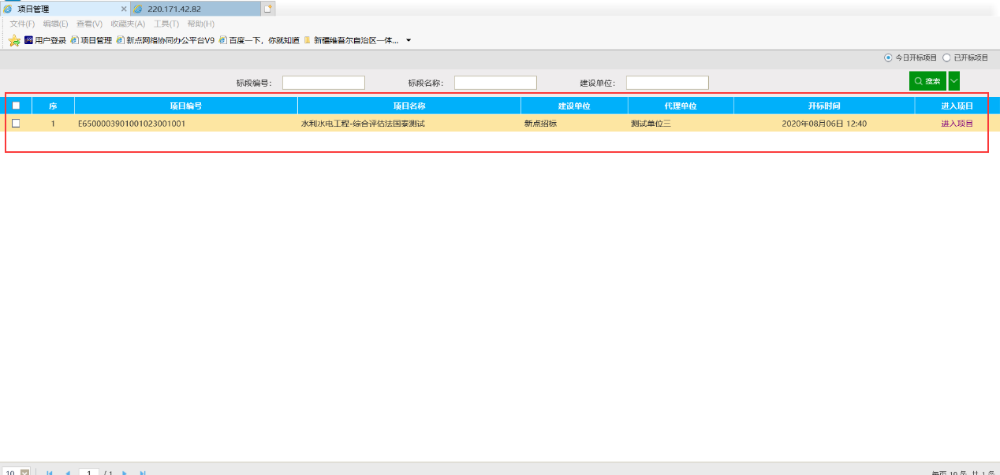 项目管理 220.171.42.82
文件(F) 编辑(E) 查看(V) 收藏夹(A) 工具(T) 帮助(H)
用户登录 项目管理 新点网络协同办公平台V9 百度一下，你就知道 新疆维吾尔自治区一体...
今日开标项目 已开标项目
标段编号： 标段名称： 建设单位： 搜索
序 项目编号 项目名称 建设单位 代理单位 开标时间 进入项目
1 E6500003901001023001001 水利水电工程-综合评估法国泰测试 新点招标 测试单位三 2020年08月06日 12:40 进入项目
10 1 / 1 每页 10 条, 共 1 条